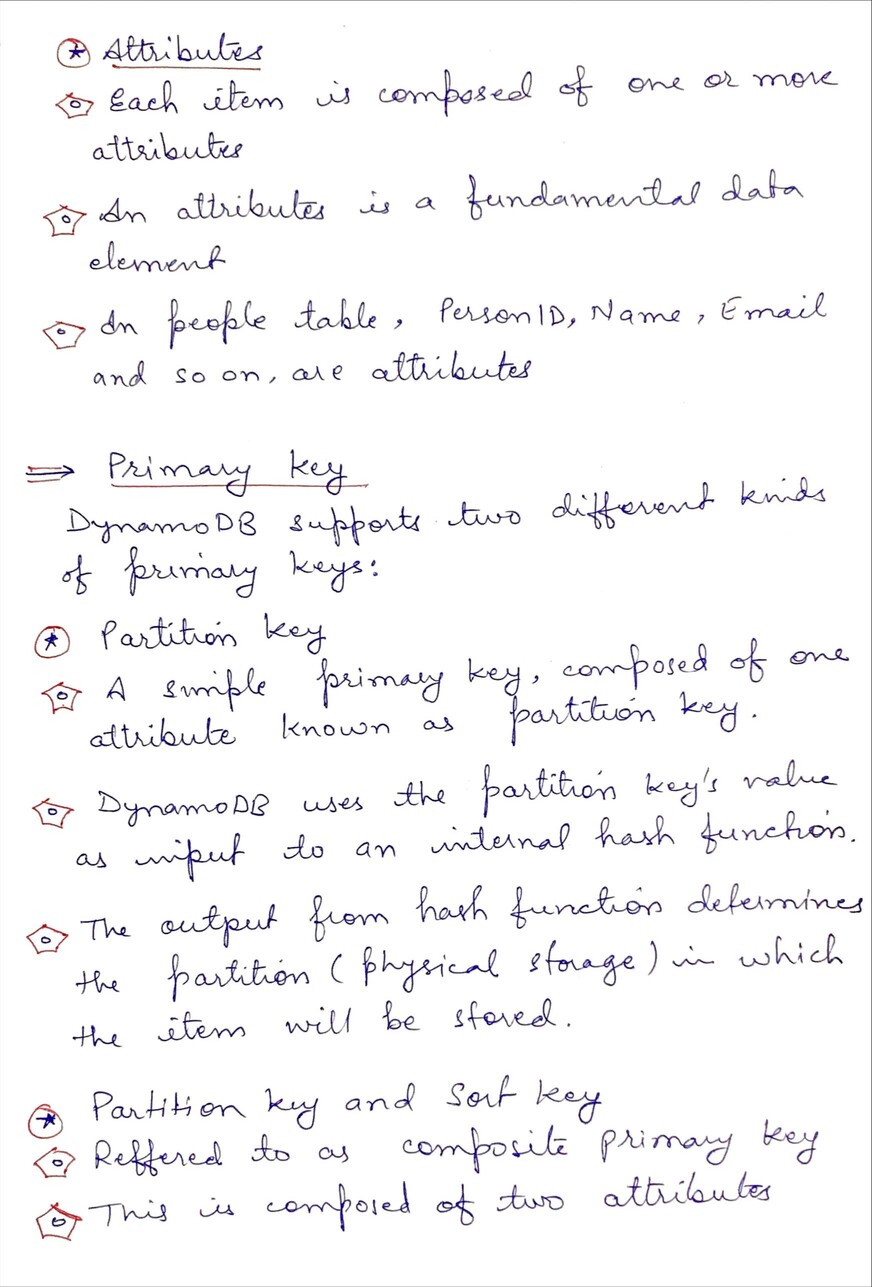 Attributes
Each item is composed of one or more
attributes
An attributes is a fundamental data
element
In people table, PersonID, Name, Email
and so on, are attributes
Primary key
DynamoDB supports two different kinds
of primary keys:
Partition key
A simple primary key, composed of one
attribute known as partition key.
DynamoDB uses the partition key's value
as input to an internal hash function.
The output from hash function determines
the partition (physical storage) in which
the item will be stored.
Partition key and Sort key
Reffered to as composite primary key
This is composed of two attributes